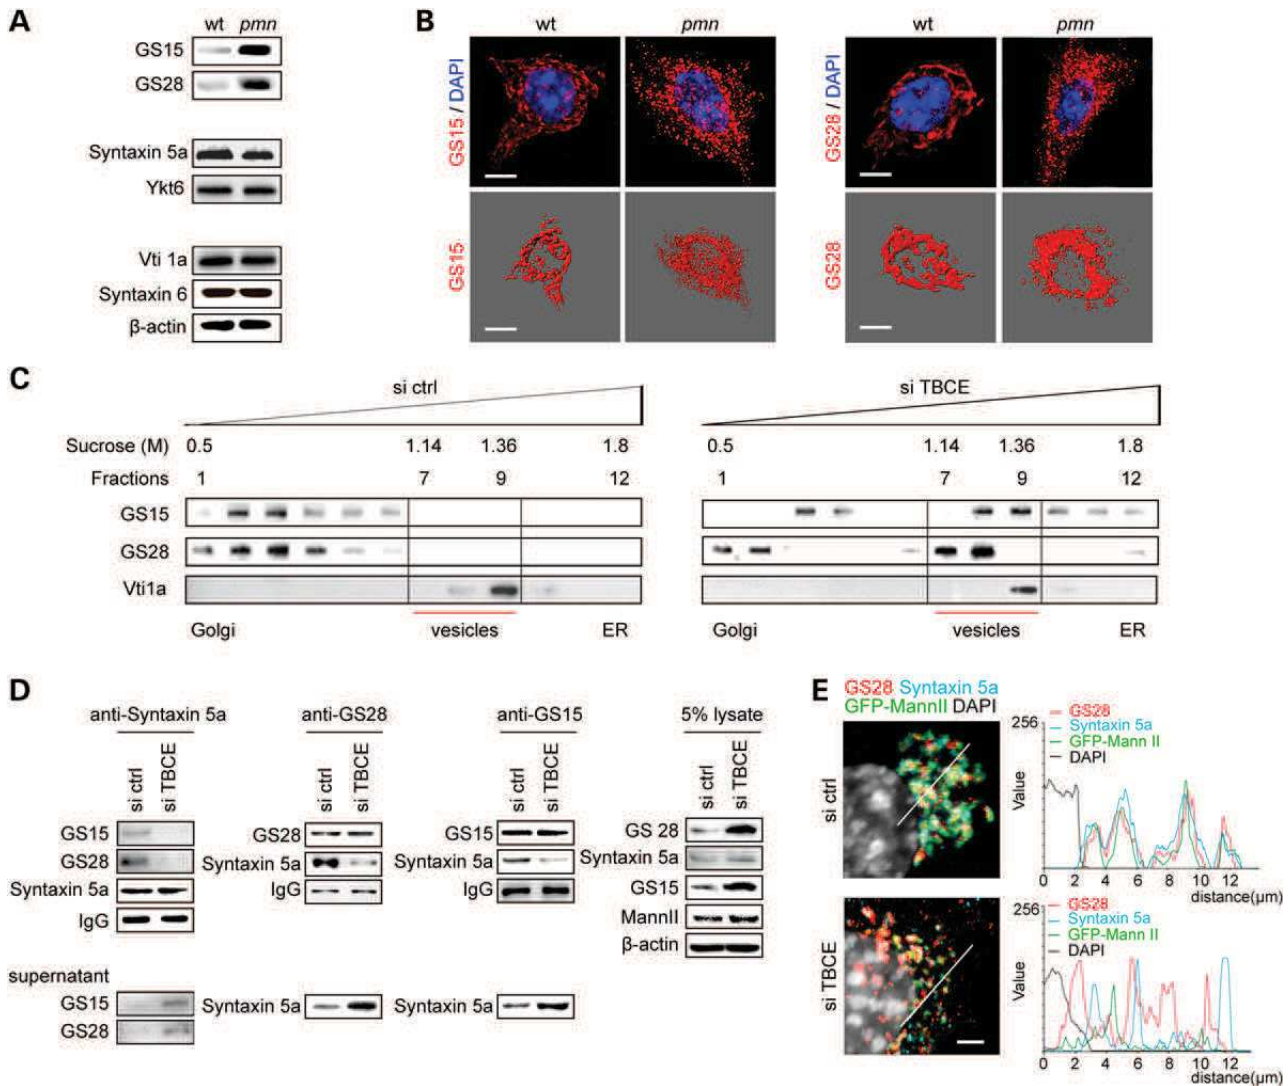 A
wt pmn
GS15
GS28
Syntaxin 5a
Ykt6
Vti 1a
Syntaxin 6
β-actin
B
wt pmn wt pmn
GS15 / DAPI
GS28 / DAPI
GS15
GS28
C
si ctrl
Sucrose (M) 0.5 1.14 1.36 1.8
Fractions 1 7 9 12
si TBCE
0.5 1.14 1.36 1.8
1 7 9 12
GS15
GS28
Vti1a
Golgi vesicles ER
Golgi vesicles ER
D
anti-Syntaxin 5a
si ctrl
si TBCE
GS15
GS28
Syntaxin 5a
IgG
supernatant
GS15
GS28
anti-GS28
si ctrl
si TBCE
GS28
Syntaxin 5a
IgG
Syntaxin 5a
anti-GS15
si ctrl
si TBCE
GS15
Syntaxin 5a
IgG
Syntaxin 5a
5% lysate
si ctrl
si TBCE
GS 28
Syntaxin 5a
GS15
MannII
β-actin
E
GS28 Syntaxin 5a
GFP-MannII DAPI
si ctrl
256
GS28
Syntaxin 5a
GFP-Mann II
DAPI
Value
0 2 4 6 8 10 12
distance(µm)
si TBCE
256
GS28
Syntaxin 5a
GFP-Mann II
DAPI
Value
0 2 4 6 8 10 12
distance(µm)